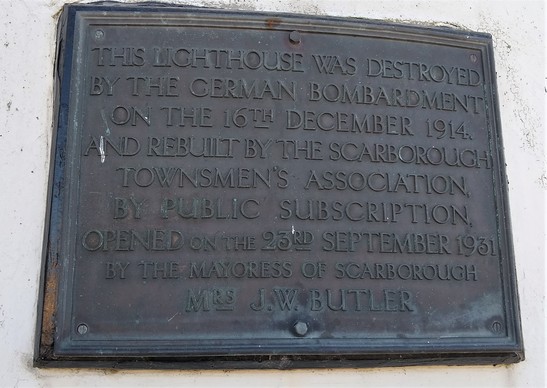 THIS LIGHTHOUSE WAS DESTROYED
BY THE GERMAN BOMBARDMENT
ON THE 16TH DECEMBER 1914.
AND REBUILT BY THE SCARBOROUGH
TOWNSMEN'S ASSOCIATION,
BY PUBLIC SUBSCRIPTION,
OPENED ON THE 23RD SEPTEMBER 1931
BY THE MAYORESS OF SCARBOROUGH
MRS J.W. BUTLER